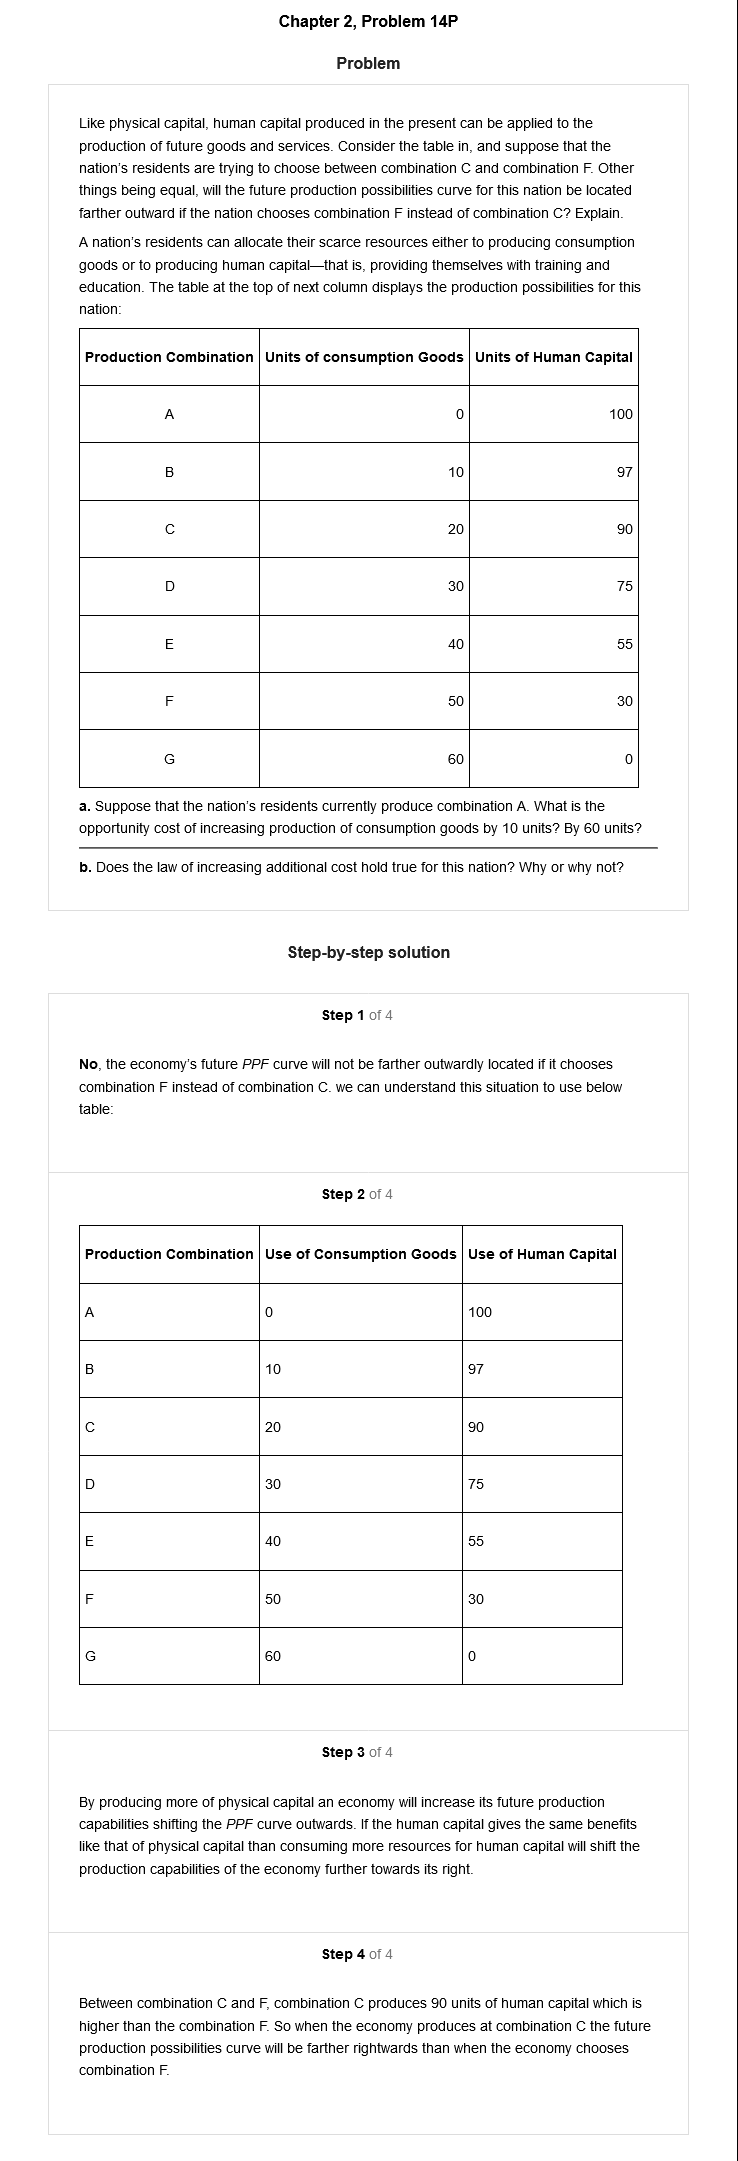 Chapter 2, Problem 14P
Problem
Like physical capital, human capital produced in the present can be applied to the
production of future goods and services. Consider the table in, and suppose that the
nation's residents are trying to choose between combination C and combination F. Other
things being equal, will the future production possibilities curve for this nation be located
farther outward if the nation chooses combination F instead of combination C? Explain.
A nation's residents can allocate their scarce resources either to producing consumption
goods or to producing human capital—that is, providing themselves with training and
education. The table at the top of next column displays the production possibilities for this
nation:
Production Combination Units of consumption Goods Units of Human Capital
A 0 100
B 10 97
C 20 90
D 30 75
E 40 55
F 50 30
G 60 0
a. Suppose that the nation's residents currently produce combination A. What is the
opportunity cost of increasing production of consumption goods by 10 units? By 60 units?
b. Does the law of increasing additional cost hold true for this nation? Why or why not?
Step-by-step solution
Step 1 of 4
No, the economy's future PPF curve will not be farther outwardly located if it chooses
combination F instead of combination C. we can understand this situation to use below
table:
Step 2 of 4
Production Combination Use of Consumption Goods Use of Human Capital
A 0 100
B 10 97
C 20 90
D 30 75
E 40 55
F 50 30
G 60 0
Step 3 of 4
By producing more of physical capital an economy will increase its future production
capabilities shifting the PPF curve outwards. If the human capital gives the same benefits
like that of physical capital than consuming more resources for human capital will shift the
production capabilities of the economy further towards its right.
Step 4 of 4
Between combination C and F, combination C produces 90 units of human capital which is
higher than the combination F. So when the economy produces at combination C the future
production possibilities curve will be farther rightwards than when the economy chooses
combination F.